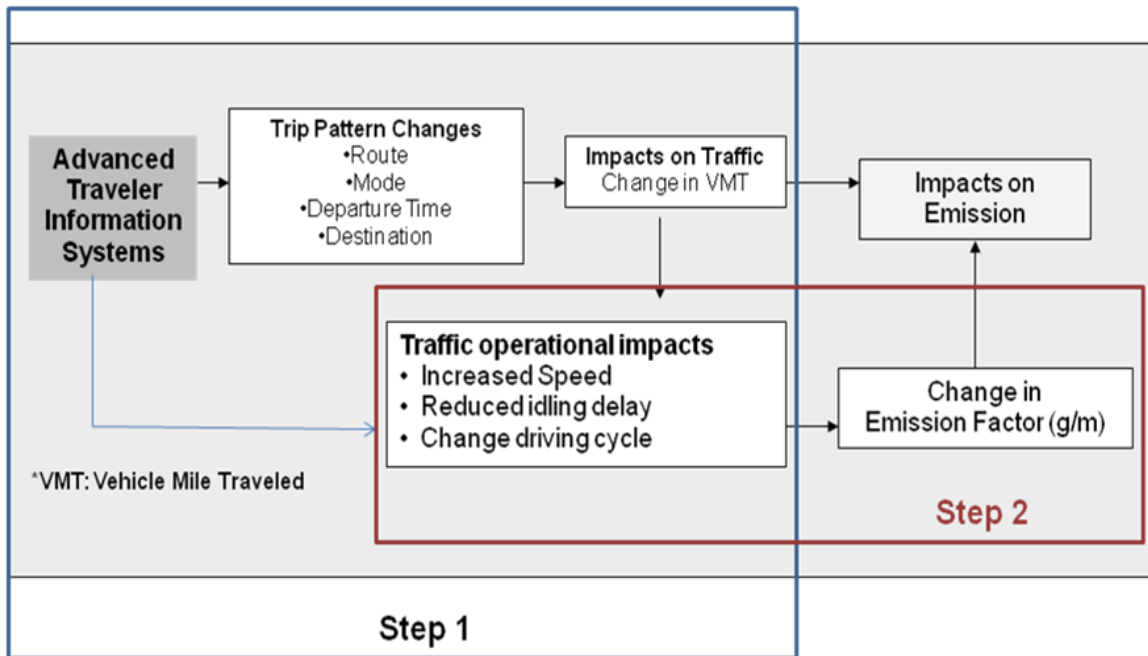 Advanced
Traveler
Information
Systems
Trip Pattern Changes
•Route
•Mode
•Departure Time
•Destination
Impacts on Traffic
Change in VMT
Impacts on
Emission
Traffic operational impacts
• Increased Speed
• Reduced idling delay
• Change driving cycle
Change in
Emission Factor (g/m)
*VMT: Vehicle Mile Traveled
Step 2
Step 1